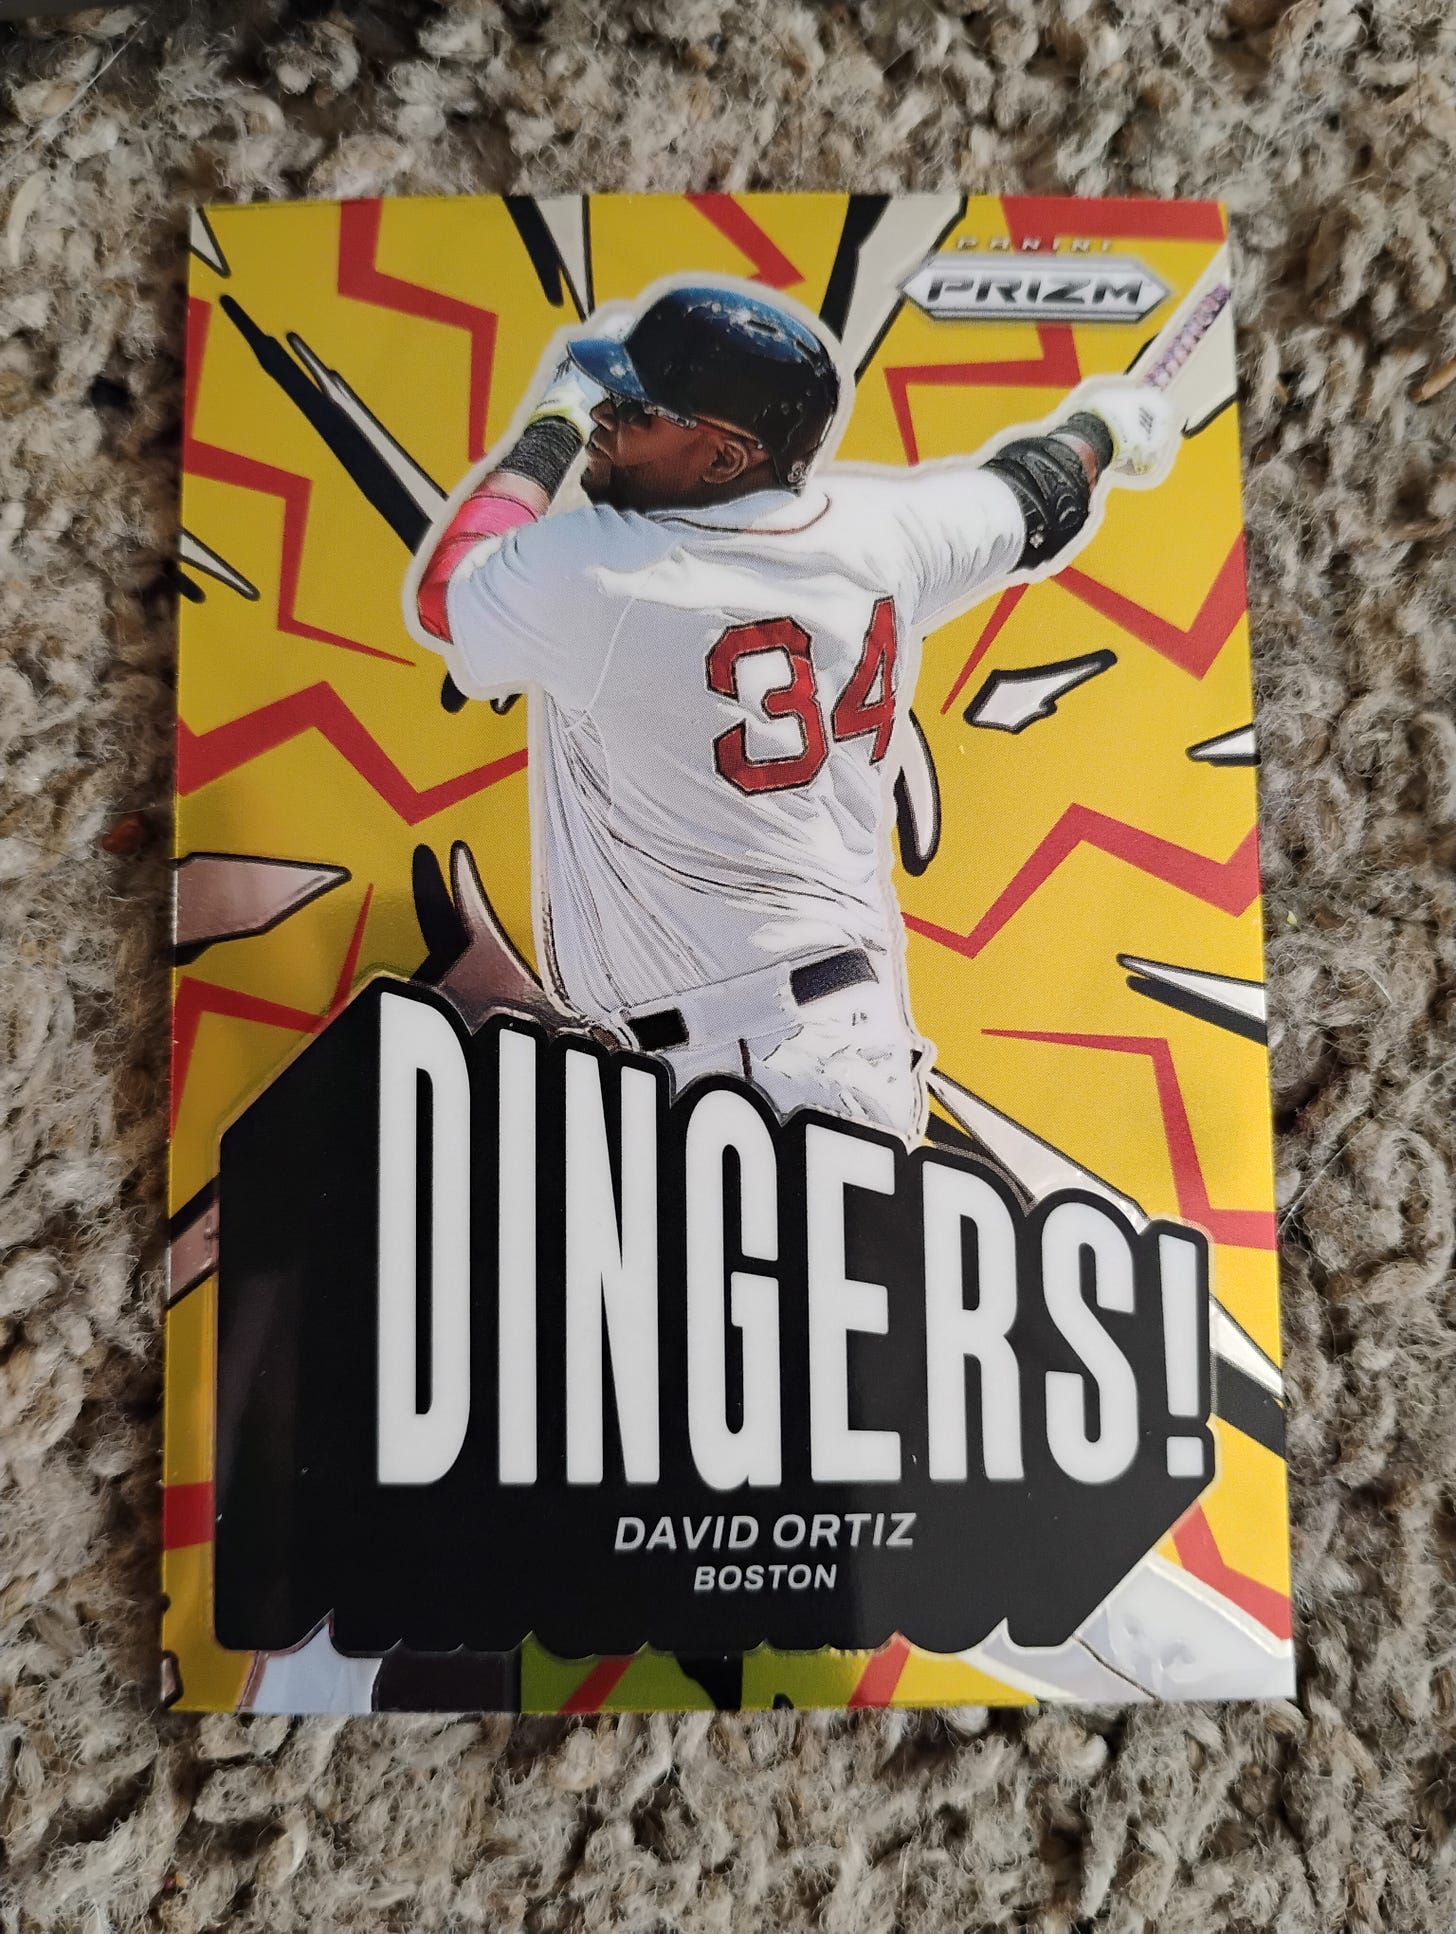 PANINI
PRIZM
34
DINGERS!
DAVID ORTIZ
BOSTON